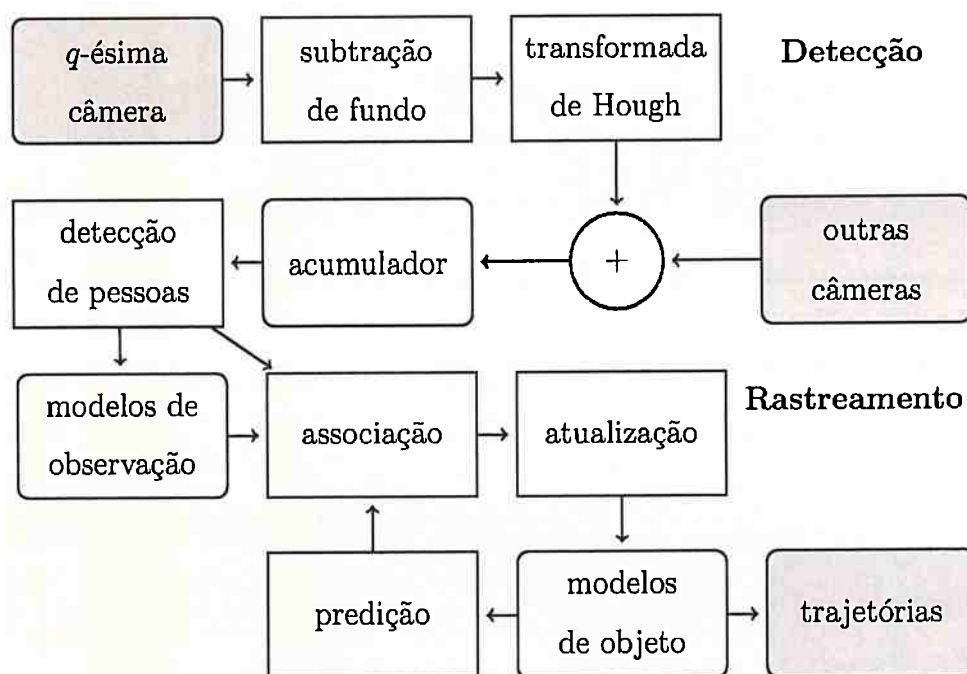 q-ésima
câmera
subtração
de fundo
transformada
de Hough
Detecção
detecção
de pessoas
acumulador
+
outras
câmeras
modelos de
observação
associação
atualização
Rastreamento
predição
modelos
de objeto
trajetórias